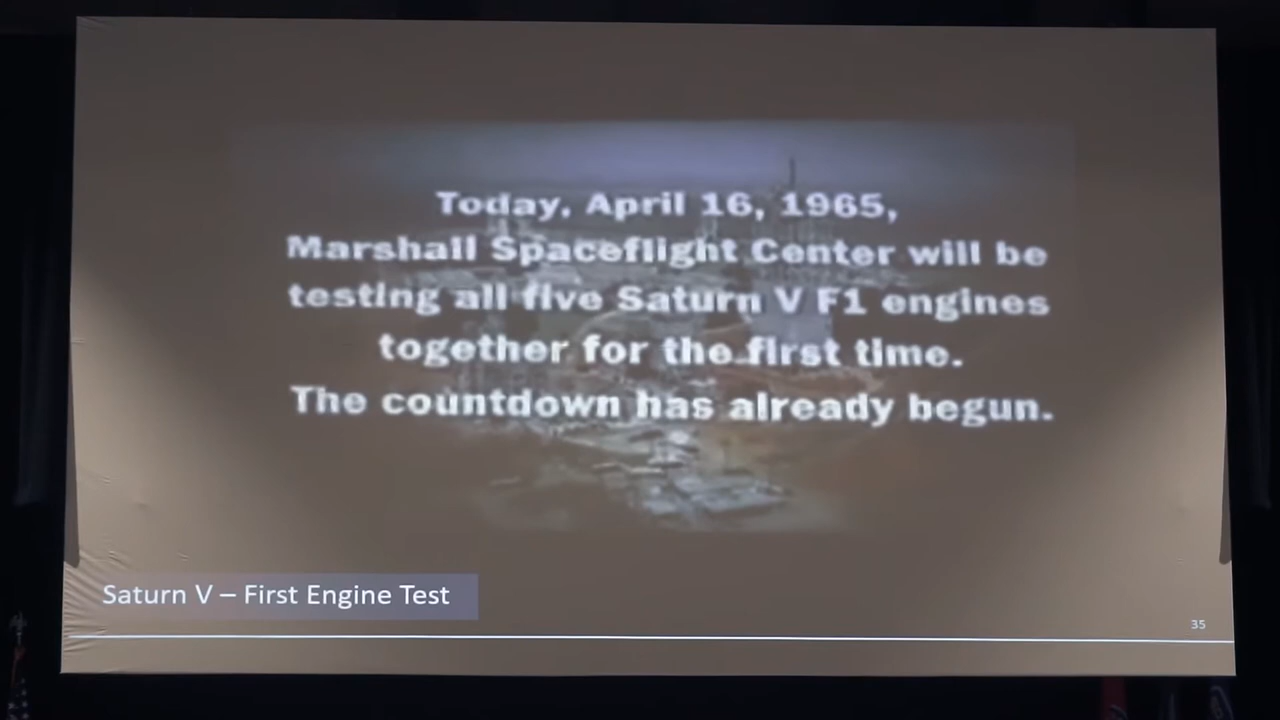 Today, April 16, 1965,
Marshall Spaceflight Center will be
testing all five Saturn V F1 engines
together for the first time.
The countdown has already begun.
Saturn V – First Engine Test
35